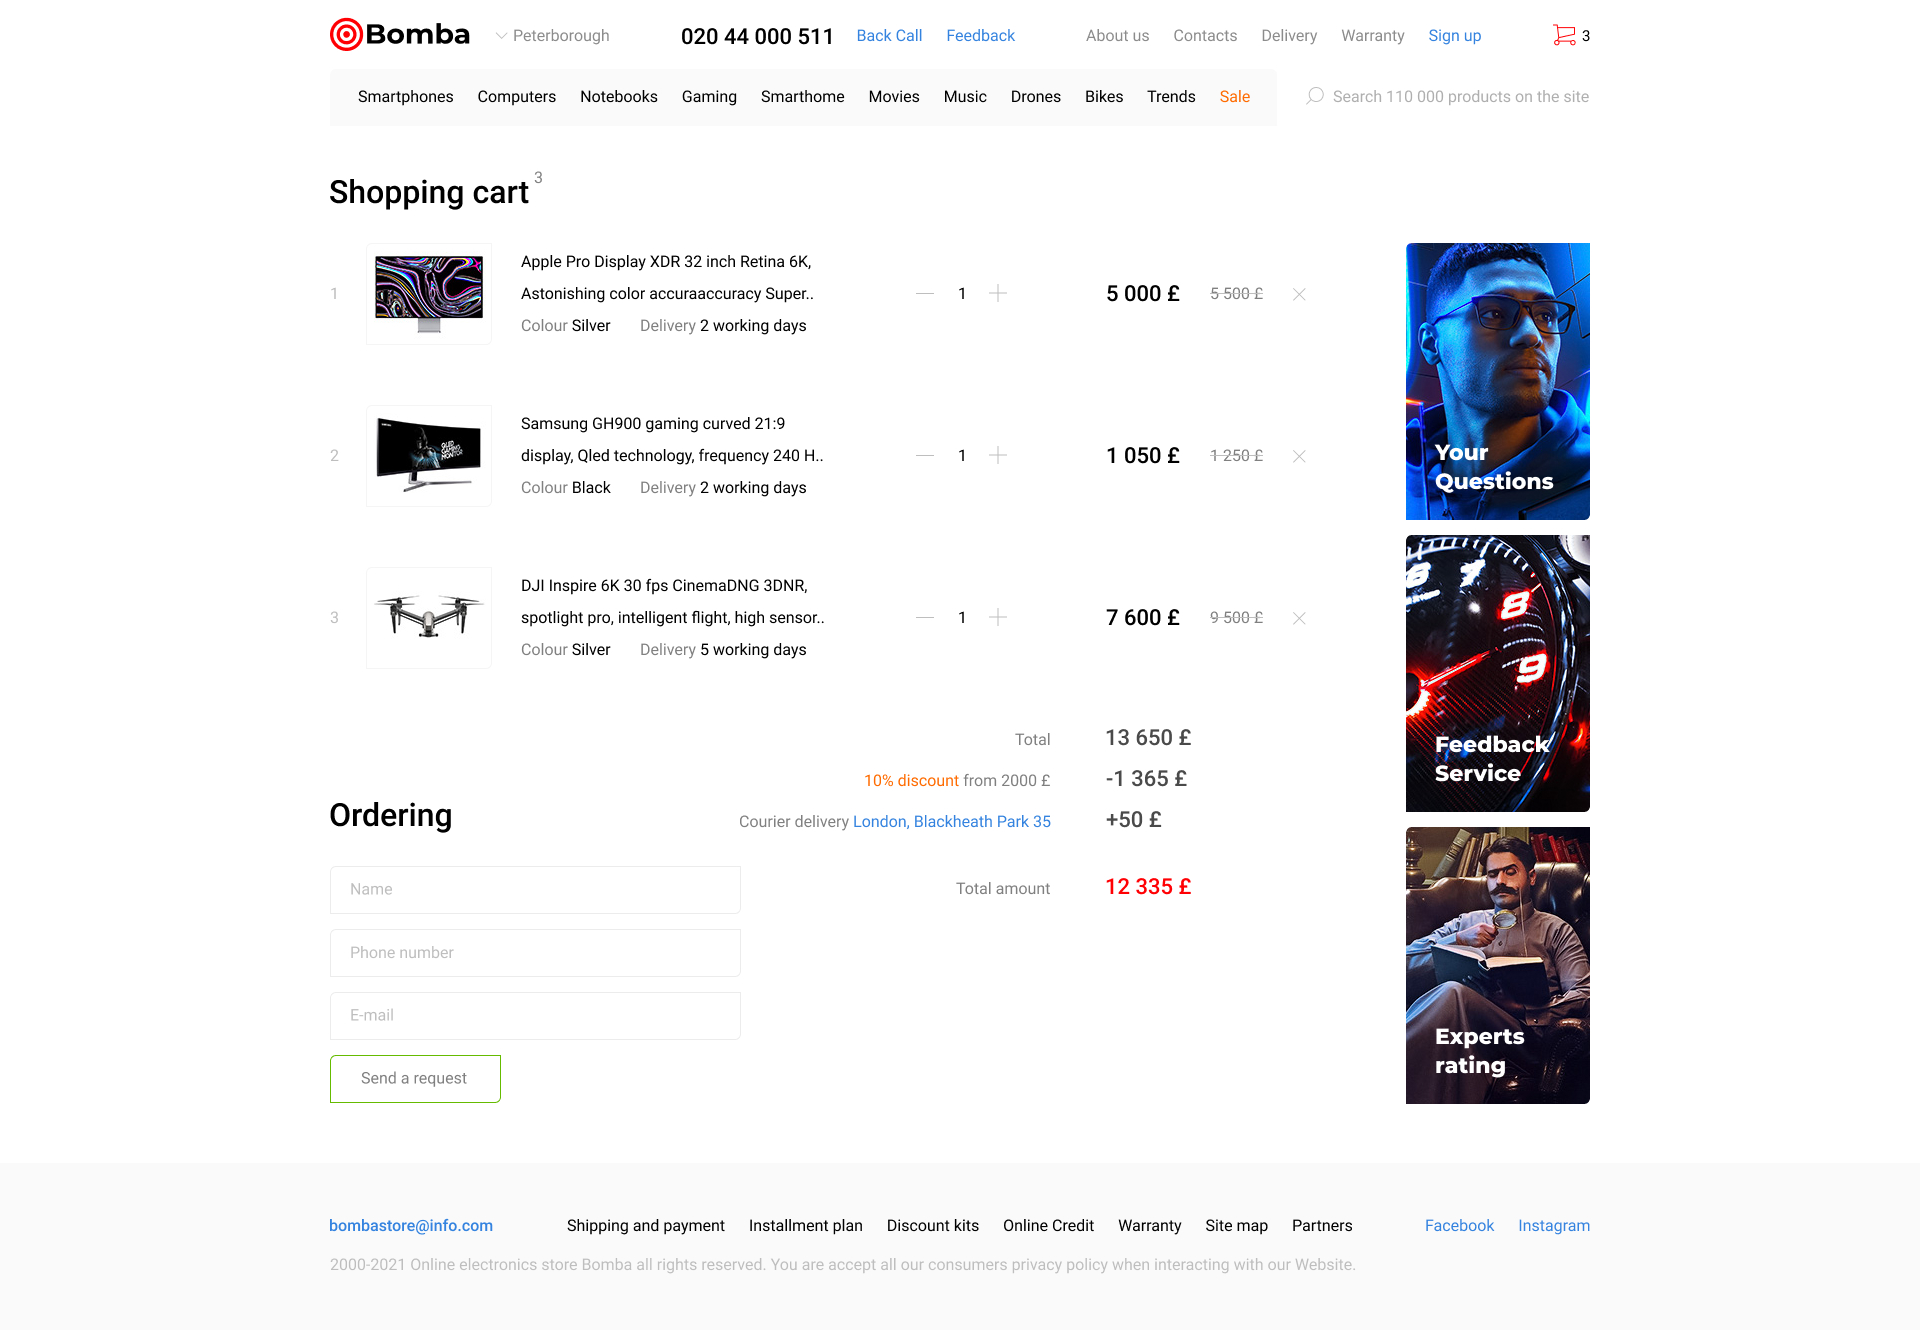 Bomba
Peterborough
020 44 000 511
Back Call
Feedback
About us
Contacts
Delivery
Warranty
Sign up
3
Smartphones
Computers
Notebooks
Gaming
Smarthome
Movies
Music
Drones
Bikes
Trends
Sale
Search 110 000 products on the site
Shopping cart 3
1
Apple Pro Display XDR 32 inch Retina 6K,
Astonishing color accuraaccuracy Super..
Colour Silver
Delivery 2 working days
1
5 000 £
5 500 £
2
QLED
GAMING
MONITOR
Samsung GH900 gaming curved 21:9
display, Qled technology, frequency 240 H..
Colour Black
Delivery 2 working days
1
1 050 £
1 250 £
3
DJI Inspire 6K 30 fps CinemaDNG 3DNR,
spotlight pro, intelligent flight, high sensor..
Colour Silver
Delivery 5 working days
1
7 600 £
9 500 £
Total
13 650 £
10% discount from 2000 £
-1 365 £
Courier delivery London, Blackheath Park 35
+50 £
Total amount
12 335 £
Ordering
Name
Phone number
E-mail
Send a request
Your
Questions
7
8
9
Feedback
Service
Experts
rating
bombastore@info.com
Shipping and payment
Installment plan
Discount kits
Online Credit
Warranty
Site map
Partners
Facebook
Instagram
2000-2021 Online electronics store Bomba all rights reserved. You are accept all our consumers privacy policy when interacting with our Website.